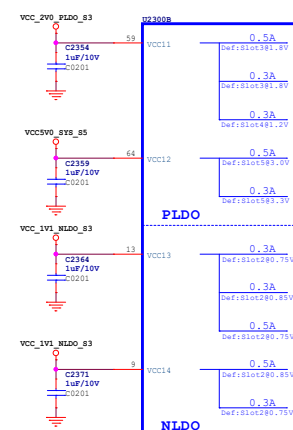 VCC_2V0_PLDO_S3
U2300B
59
VCC11
0.5A
Def:Slot3@1.8V
C2354
1uF/10V
C0201
0.3A
Def:Slot3@1.8V
0.3A
Def:Slot4@1.2V
VCC5V0_SYS_S5
64
VCC12
0.5A
Def:Slot5@3.0V
C2359
1uF/10V
C0201
0.3A
Def:Slot5@3.3V
PLDO
VCC_1V1_NLDO_S3
13
VCC13
0.3A
Def:Slot2@0.75V
C2364
1uF/10V
C0201
0.3A
Def:Slot2@0.85V
0.5A
Def:Slot2@0.75V
VCC_1V1_NLDO_S3
9
VCC14
0.5A
Def:Slot2@0.85V
C2371
1uF/10V
C0201
0.3A
Def:Slot2@0.75V
NLDO